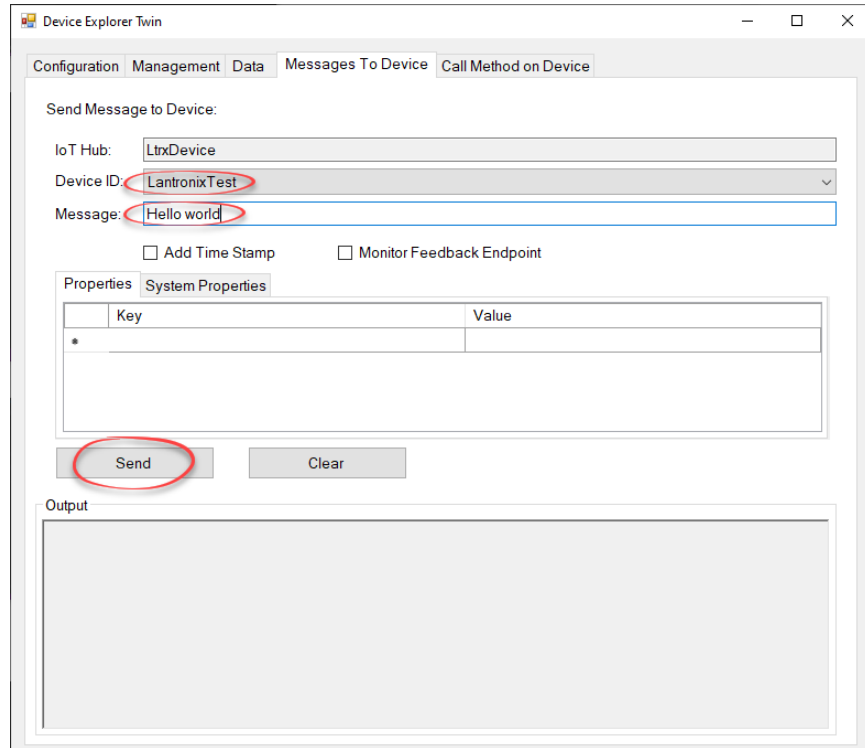 Device Explorer Twin
Configuration Management Data Messages To Device Call Method on Device
Send Message to Device:
IoT Hub: LtrxDevice
Device ID: LantronixTest
Message: Hello world
Add Time Stamp Monitor Feedback Endpoint
Properties System Properties
Key Value
*
Send Clear
Output